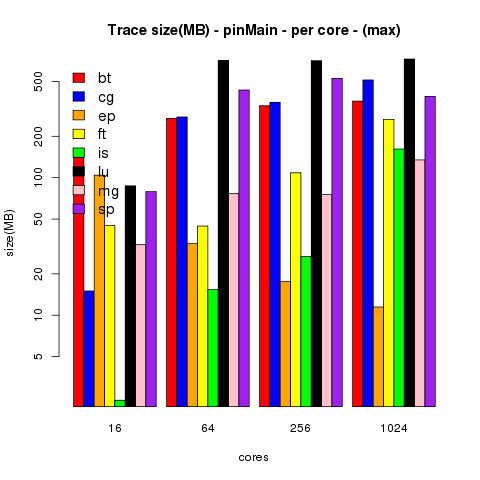 Trace size(MB) - pinMain - per core - (max)
size(MB)
500
200
100
50
20
10
5
bt
cg
ep
ft
is
lu
mg
sp
16 64 256 1024
cores